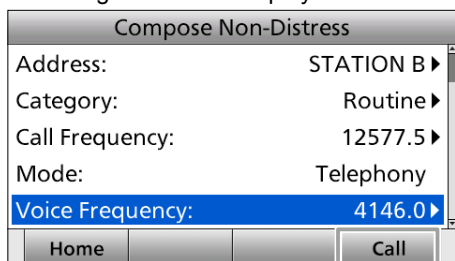 Compose Non-Distress
Address: STATION B
Category: Routine
Call Frequency: 12577.5
Mode: Telephony
Voice Frequency: 4146.0
Home Call